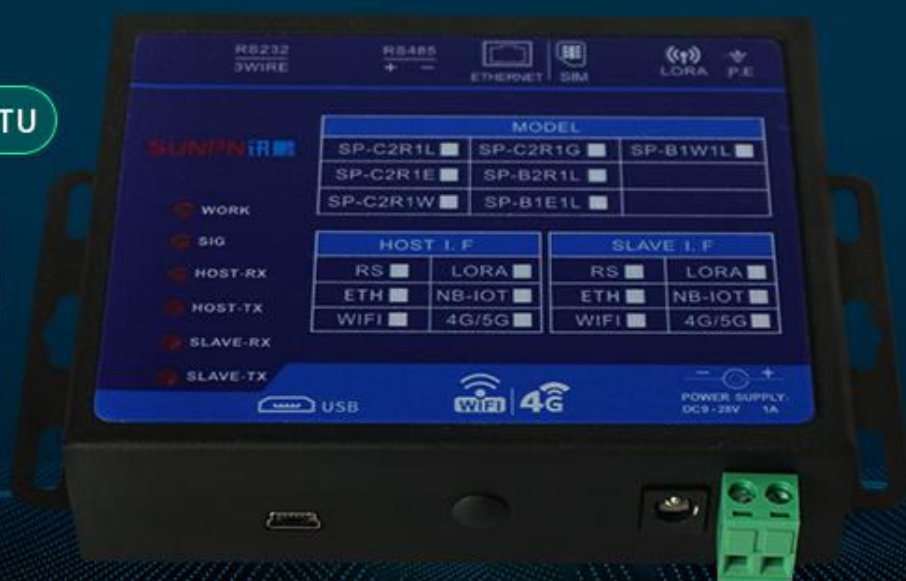 RS232
3WIRE
RS485
+ -
ETHERNET
SIM
LORA
P.E
TU
SUNPN讯鹏
MODEL
SP-C2R1L SP-C2R1G SP-B1W1L
SP-C2R1E SP-B2R1L
SP-C2R1W SP-B1E1L
WORK
SIG
HOST-RX
HOST-TX
SLAVE-RX
SLAVE-TX
HOST I. F
RS LORA
ETH NB-IOT
WIFI 4G/5G
SLAVE I. F
RS LORA
ETH NB-IOT
WIFI 4G/5G
USB
WIFI 4G
- +
POWER SUPPLY:
DC9-28V 1A